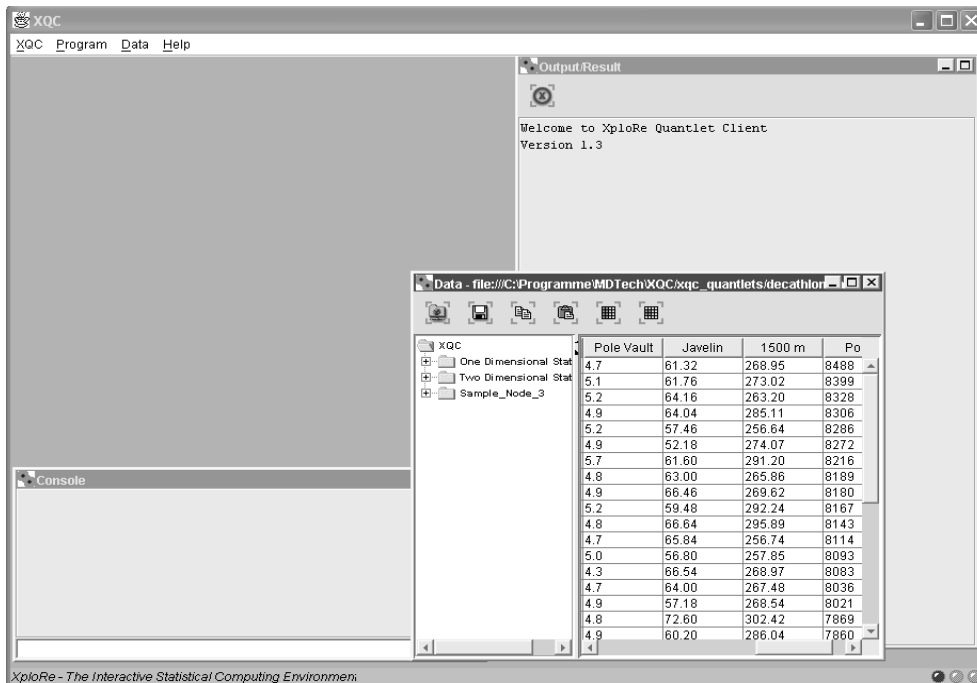 XQC
XQC Program Data Help
Output/Result
Welcome to XploRe Quantlet Client
Version 1.3
Data - file:///C:\Programme\MDTech\XQC/xqc_quantlets/decathlon
XQC
One Dimensional Stat
Two Dimensional Stat
Sample_Node_3
Pole Vault Javelin 1500 m Po
4.7 61.32 268.95 8488
5.1 61.76 273.02 8399
5.2 64.16 263.20 8328
4.9 64.04 285.11 8306
5.2 57.46 256.64 8286
4.9 52.18 274.07 8272
5.7 61.60 291.20 8216
4.8 63.00 265.86 8189
4.9 66.46 269.62 8180
5.2 59.48 292.24 8167
4.8 66.64 295.89 8143
4.7 65.84 256.74 8114
5.0 56.80 257.85 8093
4.3 66.54 268.97 8083
4.7 64.00 267.48 8036
4.9 57.18 268.54 8021
4.8 72.60 302.42 7869
4.9 60.20 286.04 7860
Console
XploRe - The Interactive Statistical Computing Environmen